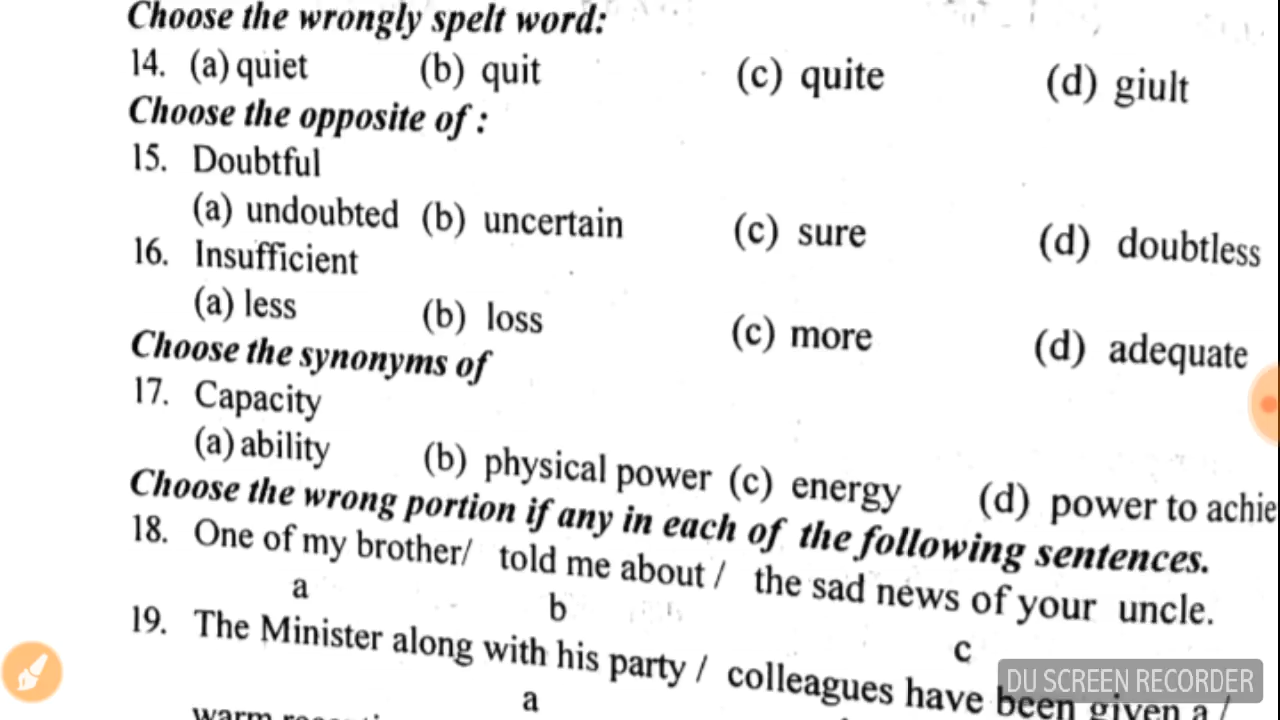 Choose the wrongly spelt word:
14. (a) quiet (b) quit (c) quite (d) giult
Choose the opposite of :
15. Doubtful
(a) undoubted (b) uncertain (c) sure (d) doubtless
16. Insufficient
(a) less (b) loss (c) more (d) adequate
Choose the synonyms of
17. Capacity
(a) ability (b) physical power (c) energy (d) power to achie
Choose the wrong portion if any in each of the following sentences.
18. One of my brother/ told me about / the sad news of your uncle.
a b c
19. The Minister along with his party / colleagues have been given a /
a
warm
DU SCREEN RECORDER